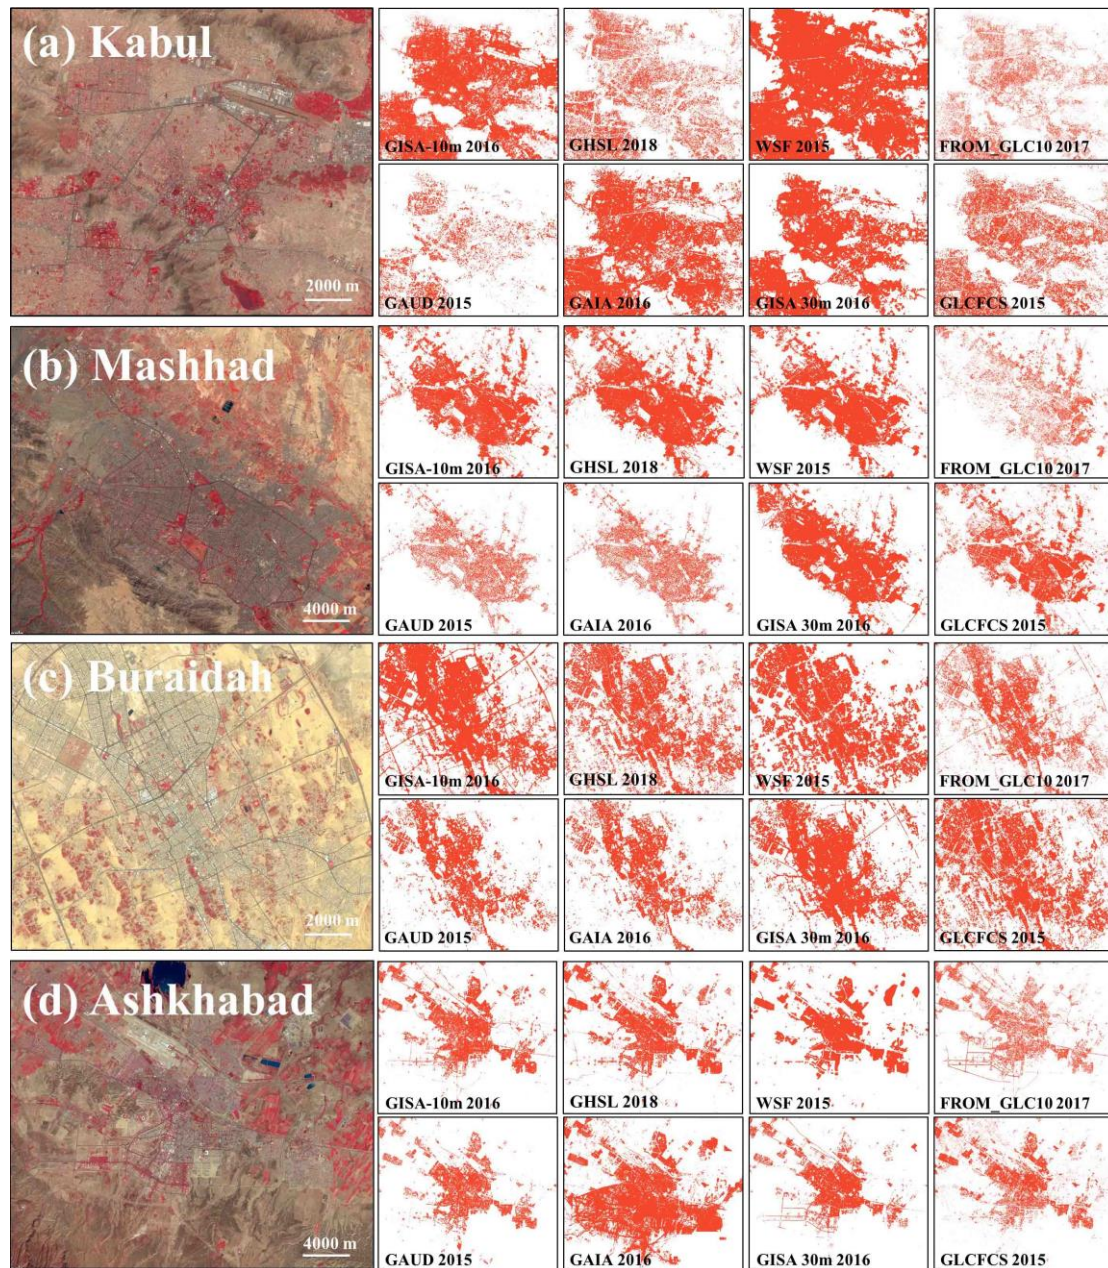 (a) Kabul
2000 m
GISA-10m 2016
GHSL 2018
WSF 2015
FROM_GLC10 2017
GAUD 2015
GAIA 2016
GISA 30m 2016
GLCFCS 2015
(b) Mashhad
4000 m
GISA-10m 2016
GHSL 2018
WSF 2015
FROM_GLC10 2017
GAUD 2015
GAIA 2016
GISA 30m 2016
GLCFCS 2015
(c) Buraidah
2000 m
GISA-10m 2016
GHSL 2018
WSF 2015
FROM_GLC10 2017
GAUD 2015
GAIA 2016
GISA 30m 2016
GLCFCS 2015
(d) Ashkhabad
4000 m
GISA-10m 2016
GHSL 2018
WSF 2015
FROM_GLC10 2017
GAUD 2015
GAIA 2016
GISA 30m 2016
GLCFCS 2015